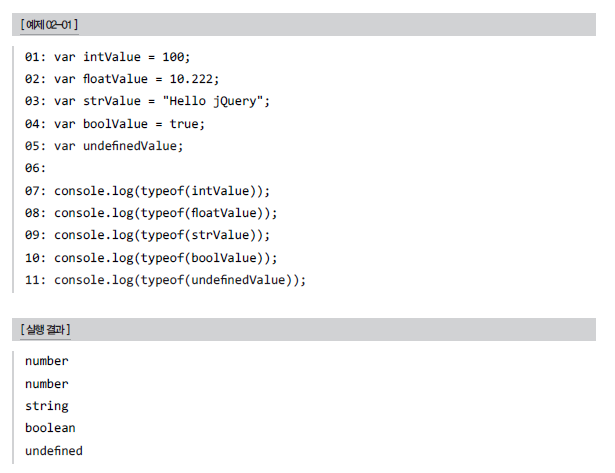 [ 예제 02-01 ]
01: var intValue = 100;
02: var floatValue = 10.222;
03: var strValue = "Hello jQuery";
04: var boolValue = true;
05: var undefinedValue;
06:
07: console.log(typeof(intValue));
08: console.log(typeof(floatValue));
09: console.log(typeof(strValue));
10: console.log(typeof(boolValue));
11: console.log(typeof(undefinedValue));
[ 실행 결과 ]
number
number
string
boolean
undefined